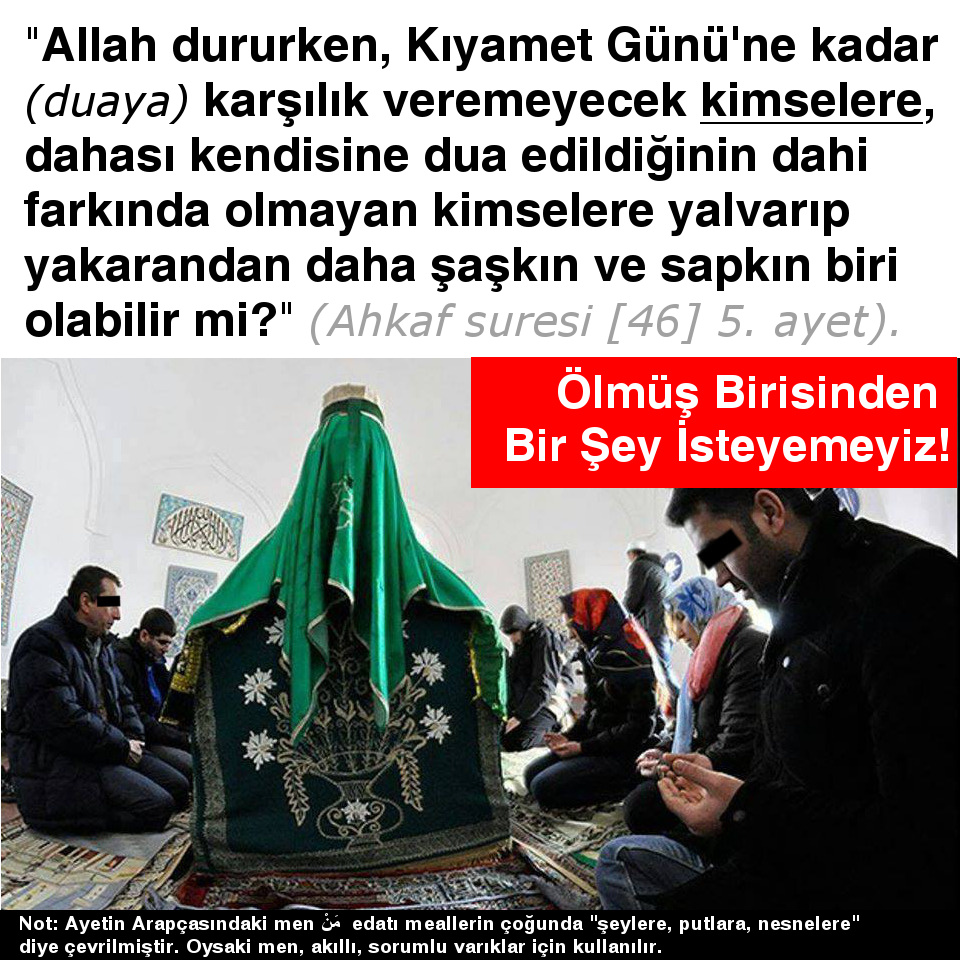 "Allah dururken, Kıyamet Günü'ne kadar
(duaya) karşılık veremeyecek kimselere,
dahası kendisine dua edildiğinin dahi
farkında olmayan kimselere yalvarıp
yakarandan daha şaşkın ve sapkın biri
olabilir mi?" (Ahkaf suresi [46] 5. ayet).
Ölmüş Birisinden
Bir Şey İsteyemeyiz!
Not: Ayetin Arapçasındaki men مَنْ edatı meallerin çoğunda "şeylere, putlara, nesnelere"
diye çevrilmiştir. Oysaki men, akıllı, sorumlu varıklar için kullanılır.